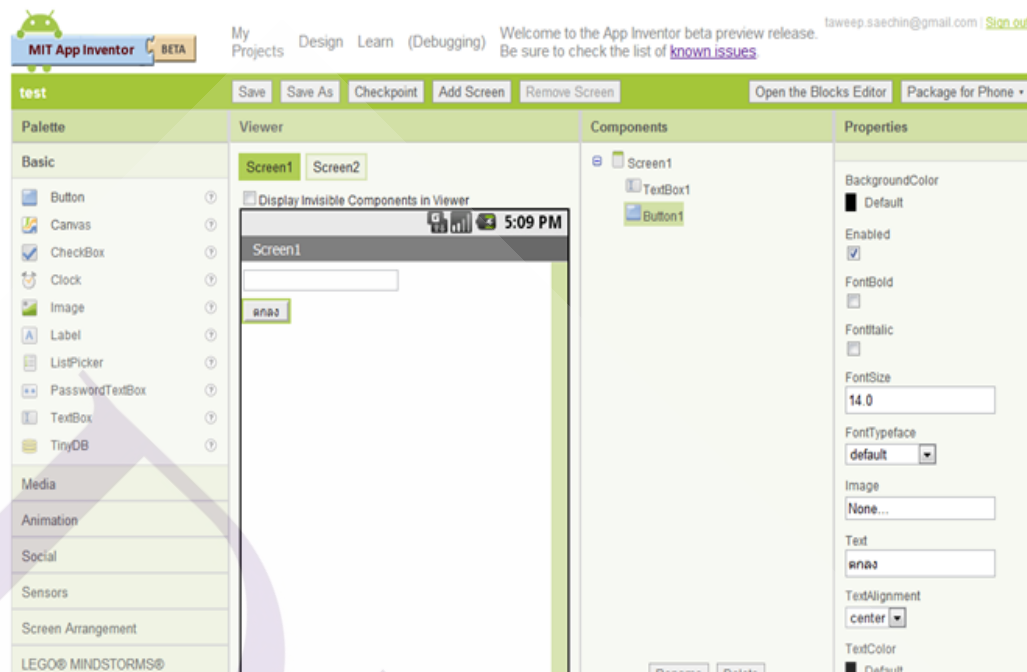 MIT App Inventor BETA
My Projects Design Learn (Debugging)
Welcome to the App Inventor beta preview release.
Be sure to check the list of known issues.
taweep.saechin@gmail.com | Sign out
test
Save Save As Checkpoint Add Screen Remove Screen Open the Blocks Editor Package for Phone
Palette
Basic
Button
Canvas
CheckBox
Clock
Image
Label
ListPicker
PasswordTextBox
TextBox
TinyDB
Media
Animation
Social
Sensors
Screen Arrangement
LEGO® MINDSTORMS®
Viewer
Screen1 Screen2
Display Invisible Components in Viewer
5:09 PM
Screen1
ตกลง
Components
Screen1
TextBox1
Button1
Rename Delete
Properties
BackgroundColor
Default
Enabled
FontBold
FontItalic
FontSize
14.0
FontTypeface
default
Image
None...
Text
ตกลง
TextAlignment
center
TextColor
Default